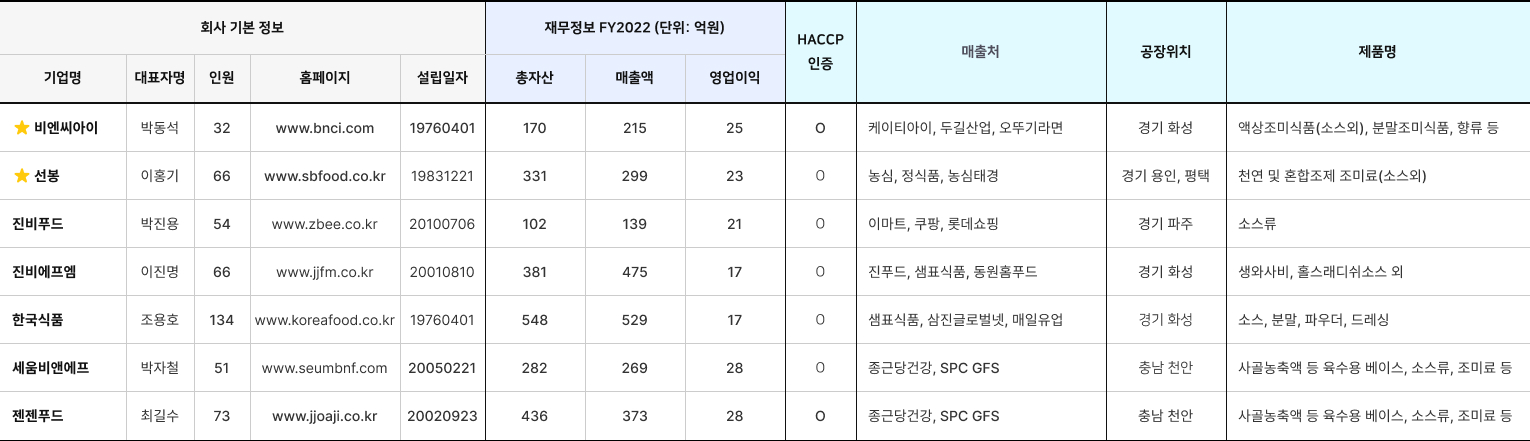 회사 기본 정보 재무정보 FY2022 (단위: 억원) HACCP 인증 매출처 공장위치 제품명
기업명 대표자명 인원 홈페이지 설립일자 총자산 매출액 영업이익
⭐ 비엔씨아이 박동석 32 www.bnci.com 19760401 170 215 25 O 케이티아이, 두길산업, 오뚜기라면 경기 화성 액상조미식품(소스외), 분말조미식품, 향류 등
⭐ 선봉 이홍기 66 www.sbfood.co.kr 19831221 331 299 23 O 농심, 정식품, 농심태경 경기 용인, 평택 천연 및 혼합조제 조미료(소스외)
진비푸드 박진용 54 www.zbee.co.kr 20100706 102 139 21 O 이마트, 쿠팡, 롯데쇼핑 경기 파주 소스류
진비에프엠 이진명 66 www.jjfm.co.kr 20010810 381 475 17 O 진푸드, 샘표식품, 동원홈푸드 경기 화성 생와사비, 홀스래디쉬소스 외
한국식품 조용호 134 www.koreafood.co.kr 19760401 548 529 17 O 샘표식품, 삼진글로벌넷, 매일유업 경기 화성 소스, 분말, 파우더, 드레싱
세움비앤에프 박자철 51 www.seumbnf.com 20050221 282 269 28 O 종근당건강, SPC GFS 충남 천안 사골농축액 등 육수용 베이스, 소스류, 조미료 등
젠젠푸드 최길수 73 www.jjoaji.co.kr 20020923 436 373 28 O 종근당건강, SPC GFS 충남 천안 사골농축액 등 육수용 베이스, 소스류, 조미료 등